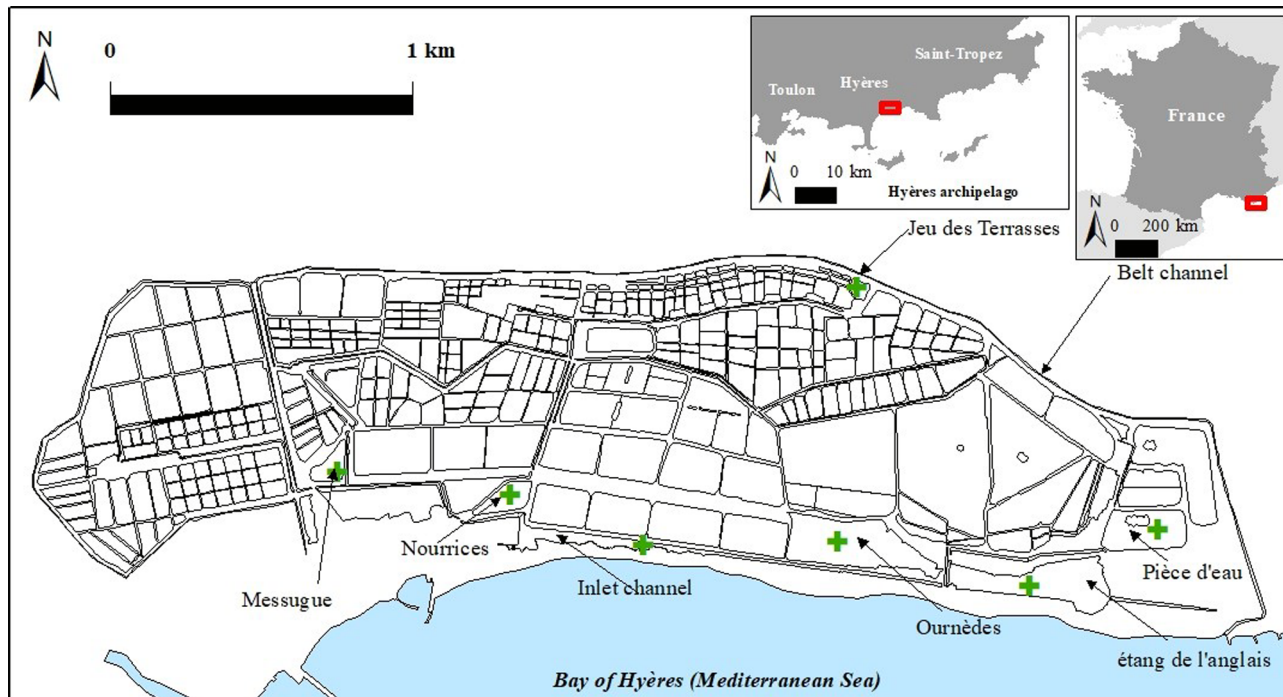 N
0 1 km
Saint-Tropez
Toulon Hyères
N
0 10 km
Hyères archipelago
France
N
0 200 km
Jeu des Terrasses
Belt channel
Nourrices
Messugue
Inlet channel
Pièce d'eau
Ournèdes
étang de l'anglais
Bay of Hyères (Mediterranean Sea)